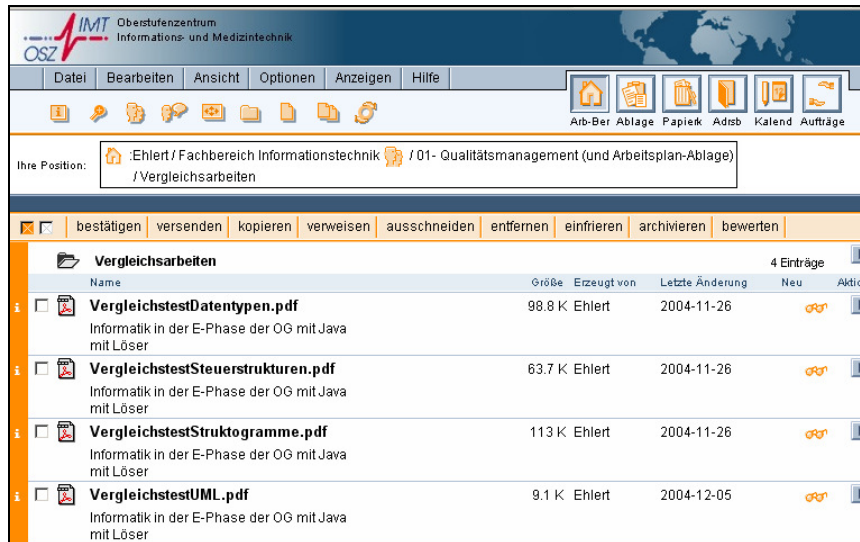 IMT Oberstufenzentrum
OSZ Informations- und Medizintechnik
Datei Bearbeiten Ansicht Optionen Anzeigen Hilfe
Arb-Ber Ablage Papierk Adrsb Kalend Aufträge
Ihre Position: :Ehlert / Fachbereich Informationstechnik / 01- Qualitätsmanagement (und Arbeitsplan-Ablage)
/ Vergleichsarbeiten
bestätigen versenden kopieren verweisen ausschneiden entfernen einfrieren archivieren bewerten
Vergleichsarbeiten 4 Einträge
Name Größe Erzeugt von Letzte Änderung Neu Aktio
i VergleichstestDatentypen.pdf 98.8 K Ehlert 2004-11-26
Informatik in der E-Phase der OG mit Java
mit Löser
i VergleichstestSteuerstrukturen.pdf 63.7 K Ehlert 2004-11-26
Informatik in der E-Phase der OG mit Java
mit Löser
i VergleichstestStruktogramme.pdf 113 K Ehlert 2004-11-26
Informatik in der E-Phase der OG mit Java
mit Löser
i VergleichstestUML.pdf 9.1 K Ehlert 2004-12-05
Informatik in der E-Phase der OG mit Java
mit Löser